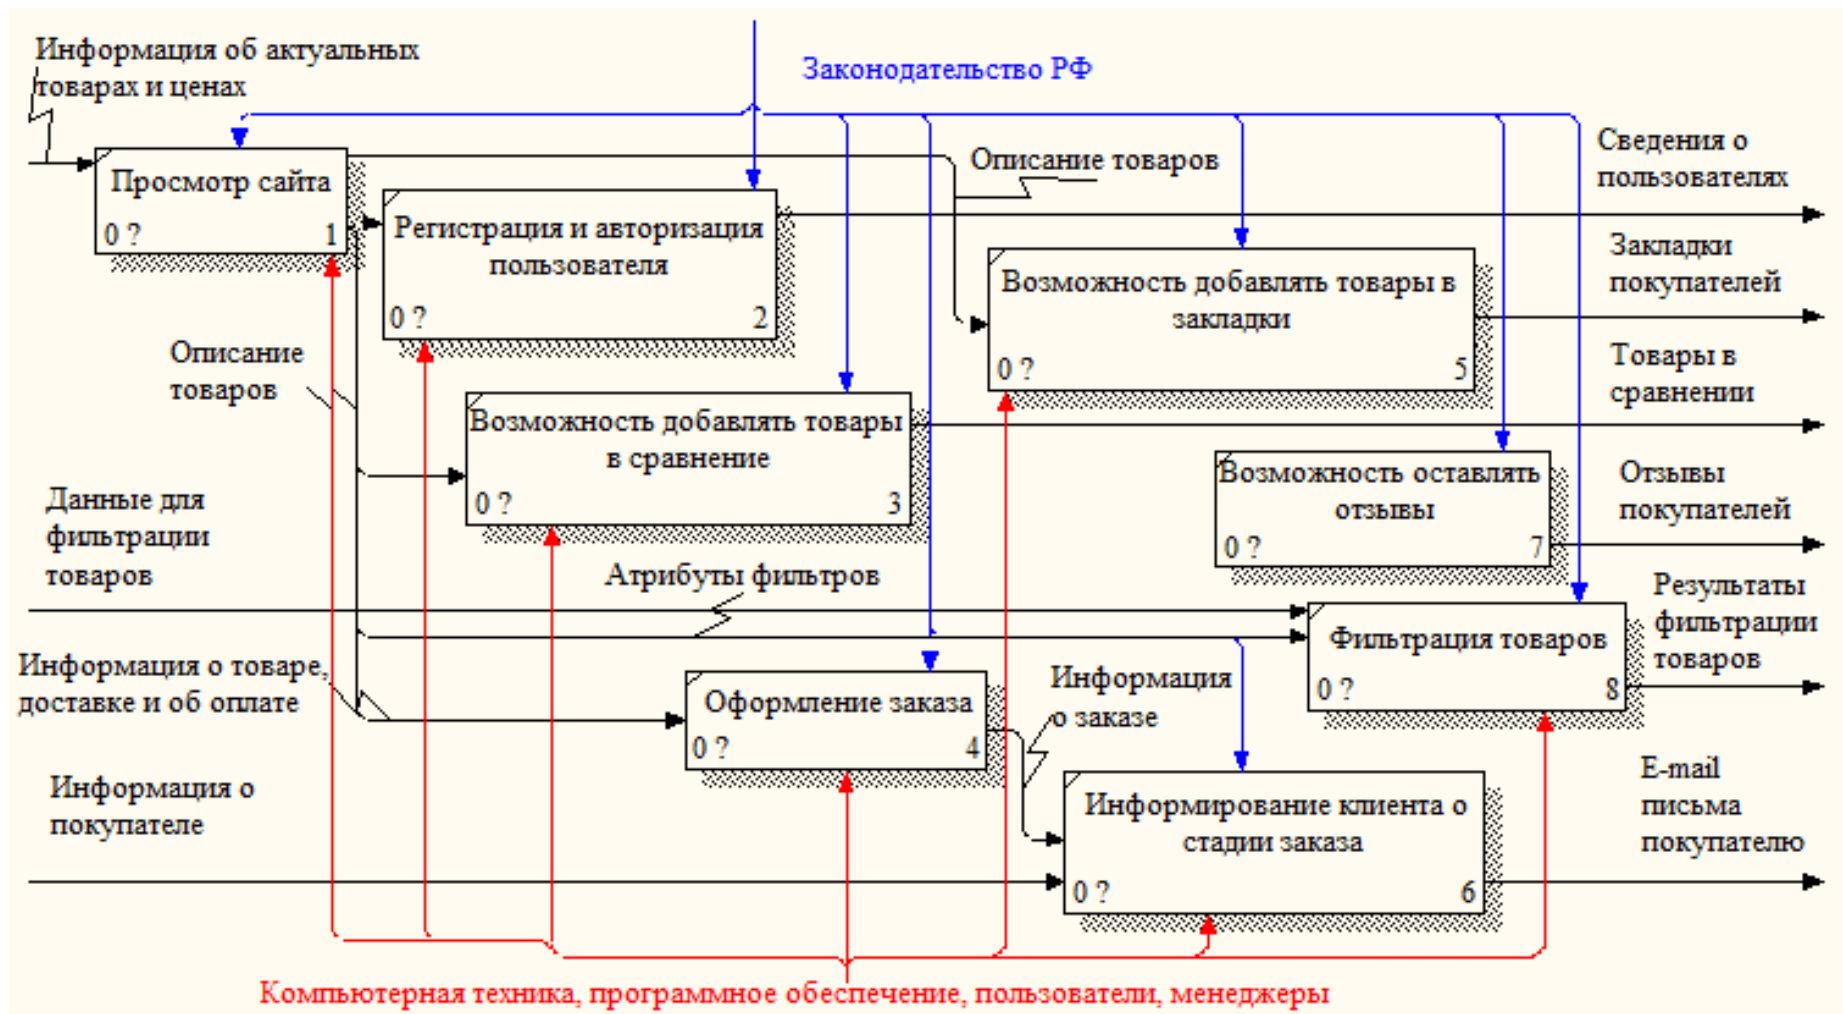 Информация об актуальных
товарах и ценах
Законодательство РФ
Просмотр сайта
0 ? 1
Регистрация и авторизация
пользователя
0 ? 2
Описание товаров
Сведения о
пользователях
Возможность добавлять товары в
закладки
0 ? 5
Закладки
покупателей
Описание
товаров
Возможность добавлять товары
в сравнение
0 ? 3
Товары в
сравнении
Возможность оставлять
отзывы
0 ? 7
Отзывы
покупателей
Данные для
фильтрации
товаров
Атрибуты фильтров
Фильтрация товаров
0 ? 8
Результаты
фильтрации
товаров
Информация о товаре,
доставке и об оплате
Оформление заказа
0 ? 4
Информация
о заказе
Информация о
покупателе
Информирование клиента о
стадии заказа
0 ? 6
E-mail
письма
покупателю
Компьютерная техника, программное обеспечение, пользователи, менеджеры